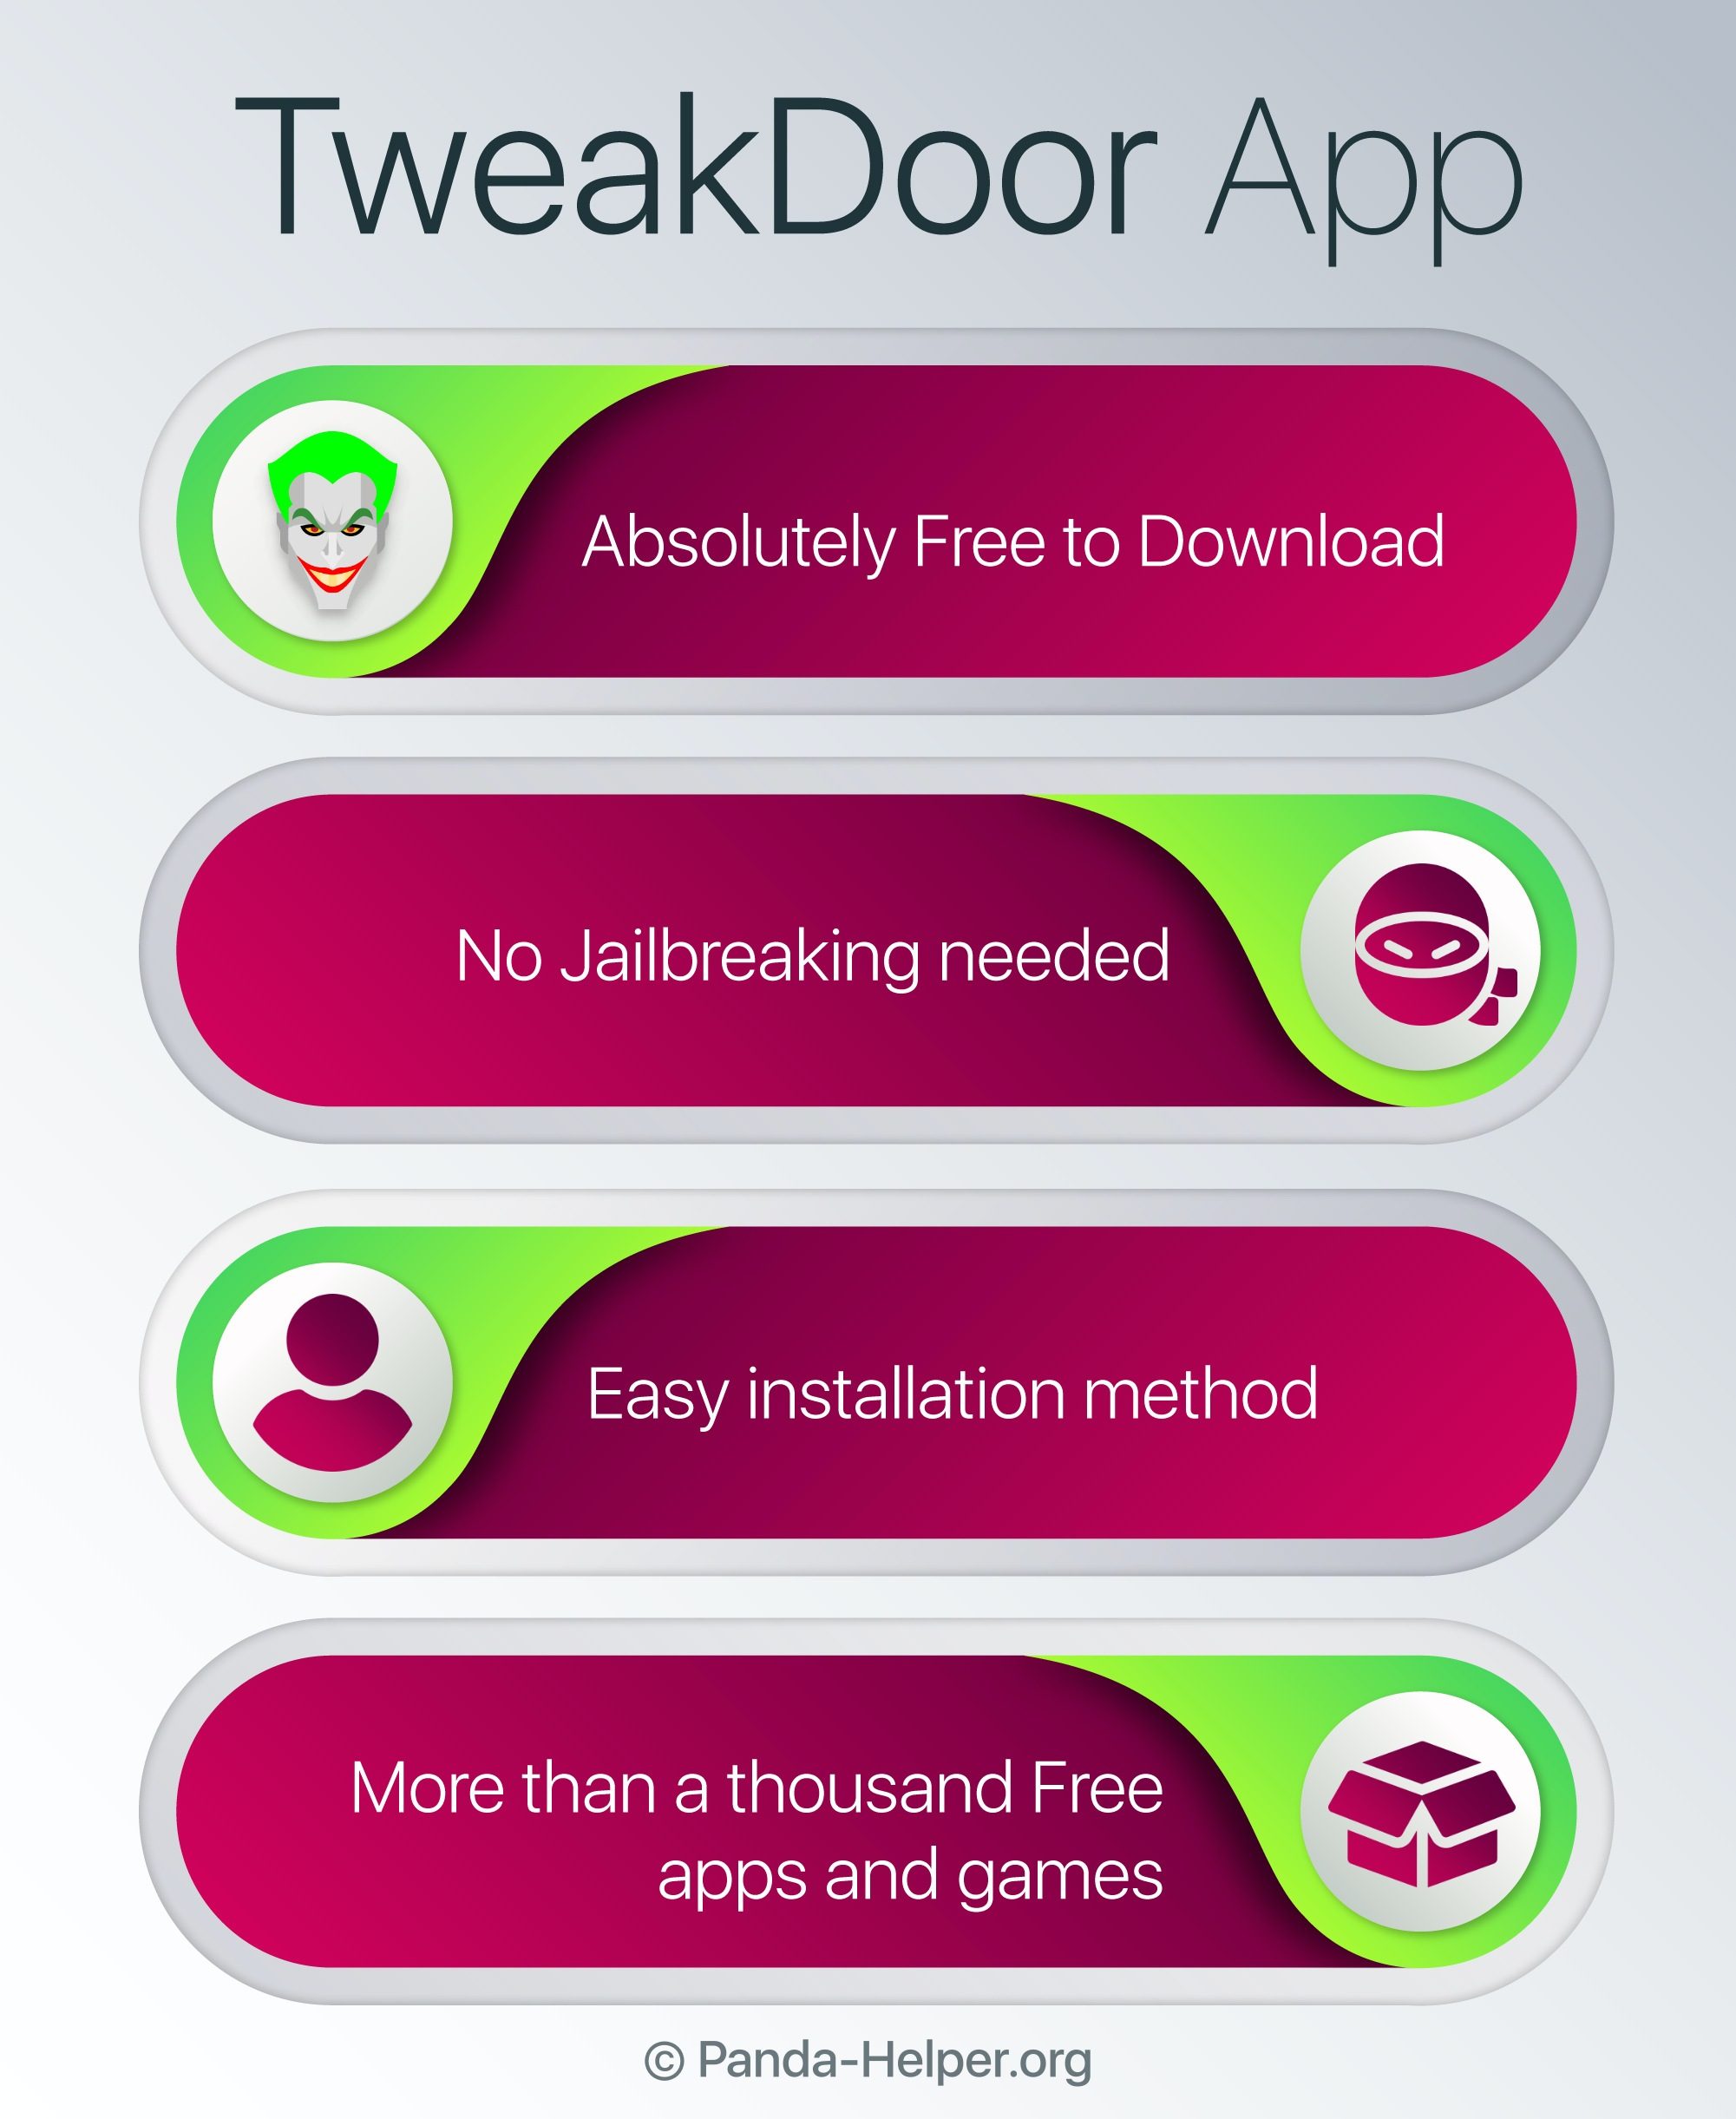 TweakDoor App
Absolutely Free to Download
No Jailbreaking needed
Easy installation method
More than a thousand Free
apps and games
© Panda-Helper.org